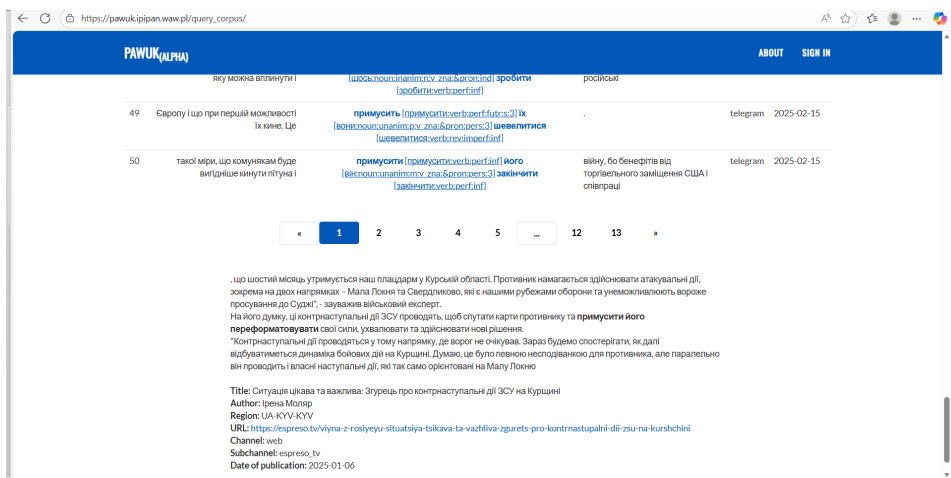 https://pawuk.ipipan.waw.pl/query_corpus/
PAWUK(ALPHA)
ABOUT SIGN IN
яку можна вплинути і [щось:noun:inanim:n:v_zna:&pron:ind] зробити російські
[зробити:verb:perf:inf]
49 Європу і що при першій можливості примусить [примусити:verb:perf:futr:s:3] їх . telegram 2025-02-15
їх кине. Це [вони:noun:unanim:p:v_zna:&pron:pers:3] шевелитися
[шевелитися:verb:rev:imperf:inf]
50 такої міри, що комунякам буде примусити [примусити:verb:perf:inf] його війну, бо бенефітів від telegram 2025-02-15
вигідніше кинути пітуна і [він:noun:unanim:m:v_zna:&pron:pers:3] закінчити торгівельного заміщення США і
[закінчити:verb:perf:inf] співпраці
« 1 2 3 4 5 ... 12 13 »
, що шостий місяць утримується наш плацдарм у Курській області. Противник намагається здійснювати атакувальні дії,
зокрема на двох напрямках – Мала Локня та Свердликово, які є нашими рубежами оборони та унеможливлюють вороже
просування до Суджі", - зауважив військовий експерт.
На його думку, ці контрнаступальні дії ЗСУ проводять, щоб сплутати карти противнику та примусити його
переформатовувати свої сили, ухвалювати та здійснювати нові рішення.
"Контрнаступальні дії проводяться у тому напрямку, де ворог не очікував. Зараз будемо спостерігати, як далі
відбуватиметься динаміка бойових дій на Курщині. Думаю, це було певною несподіванкою для противника, але паралельно
він проводить і власні наступальні дії, які так само орієнтовані на Малу Локню
Title: Ситуація цікава та важлива: Згурець про контрнаступальні дії ЗСУ на Курщині
Author: Ірена Моляр
Region: UA-KYV-KYV
URL: https://espreso.tv/viyna-z-rosiyeyu-situatsiya-tsikava-ta-vazhliva-zgurets-pro-kontrnastupalni-dii-zsu-na-kurshchini
Channel: web
Subchannel: espreso_tv
Date of publication: 2025-01-06